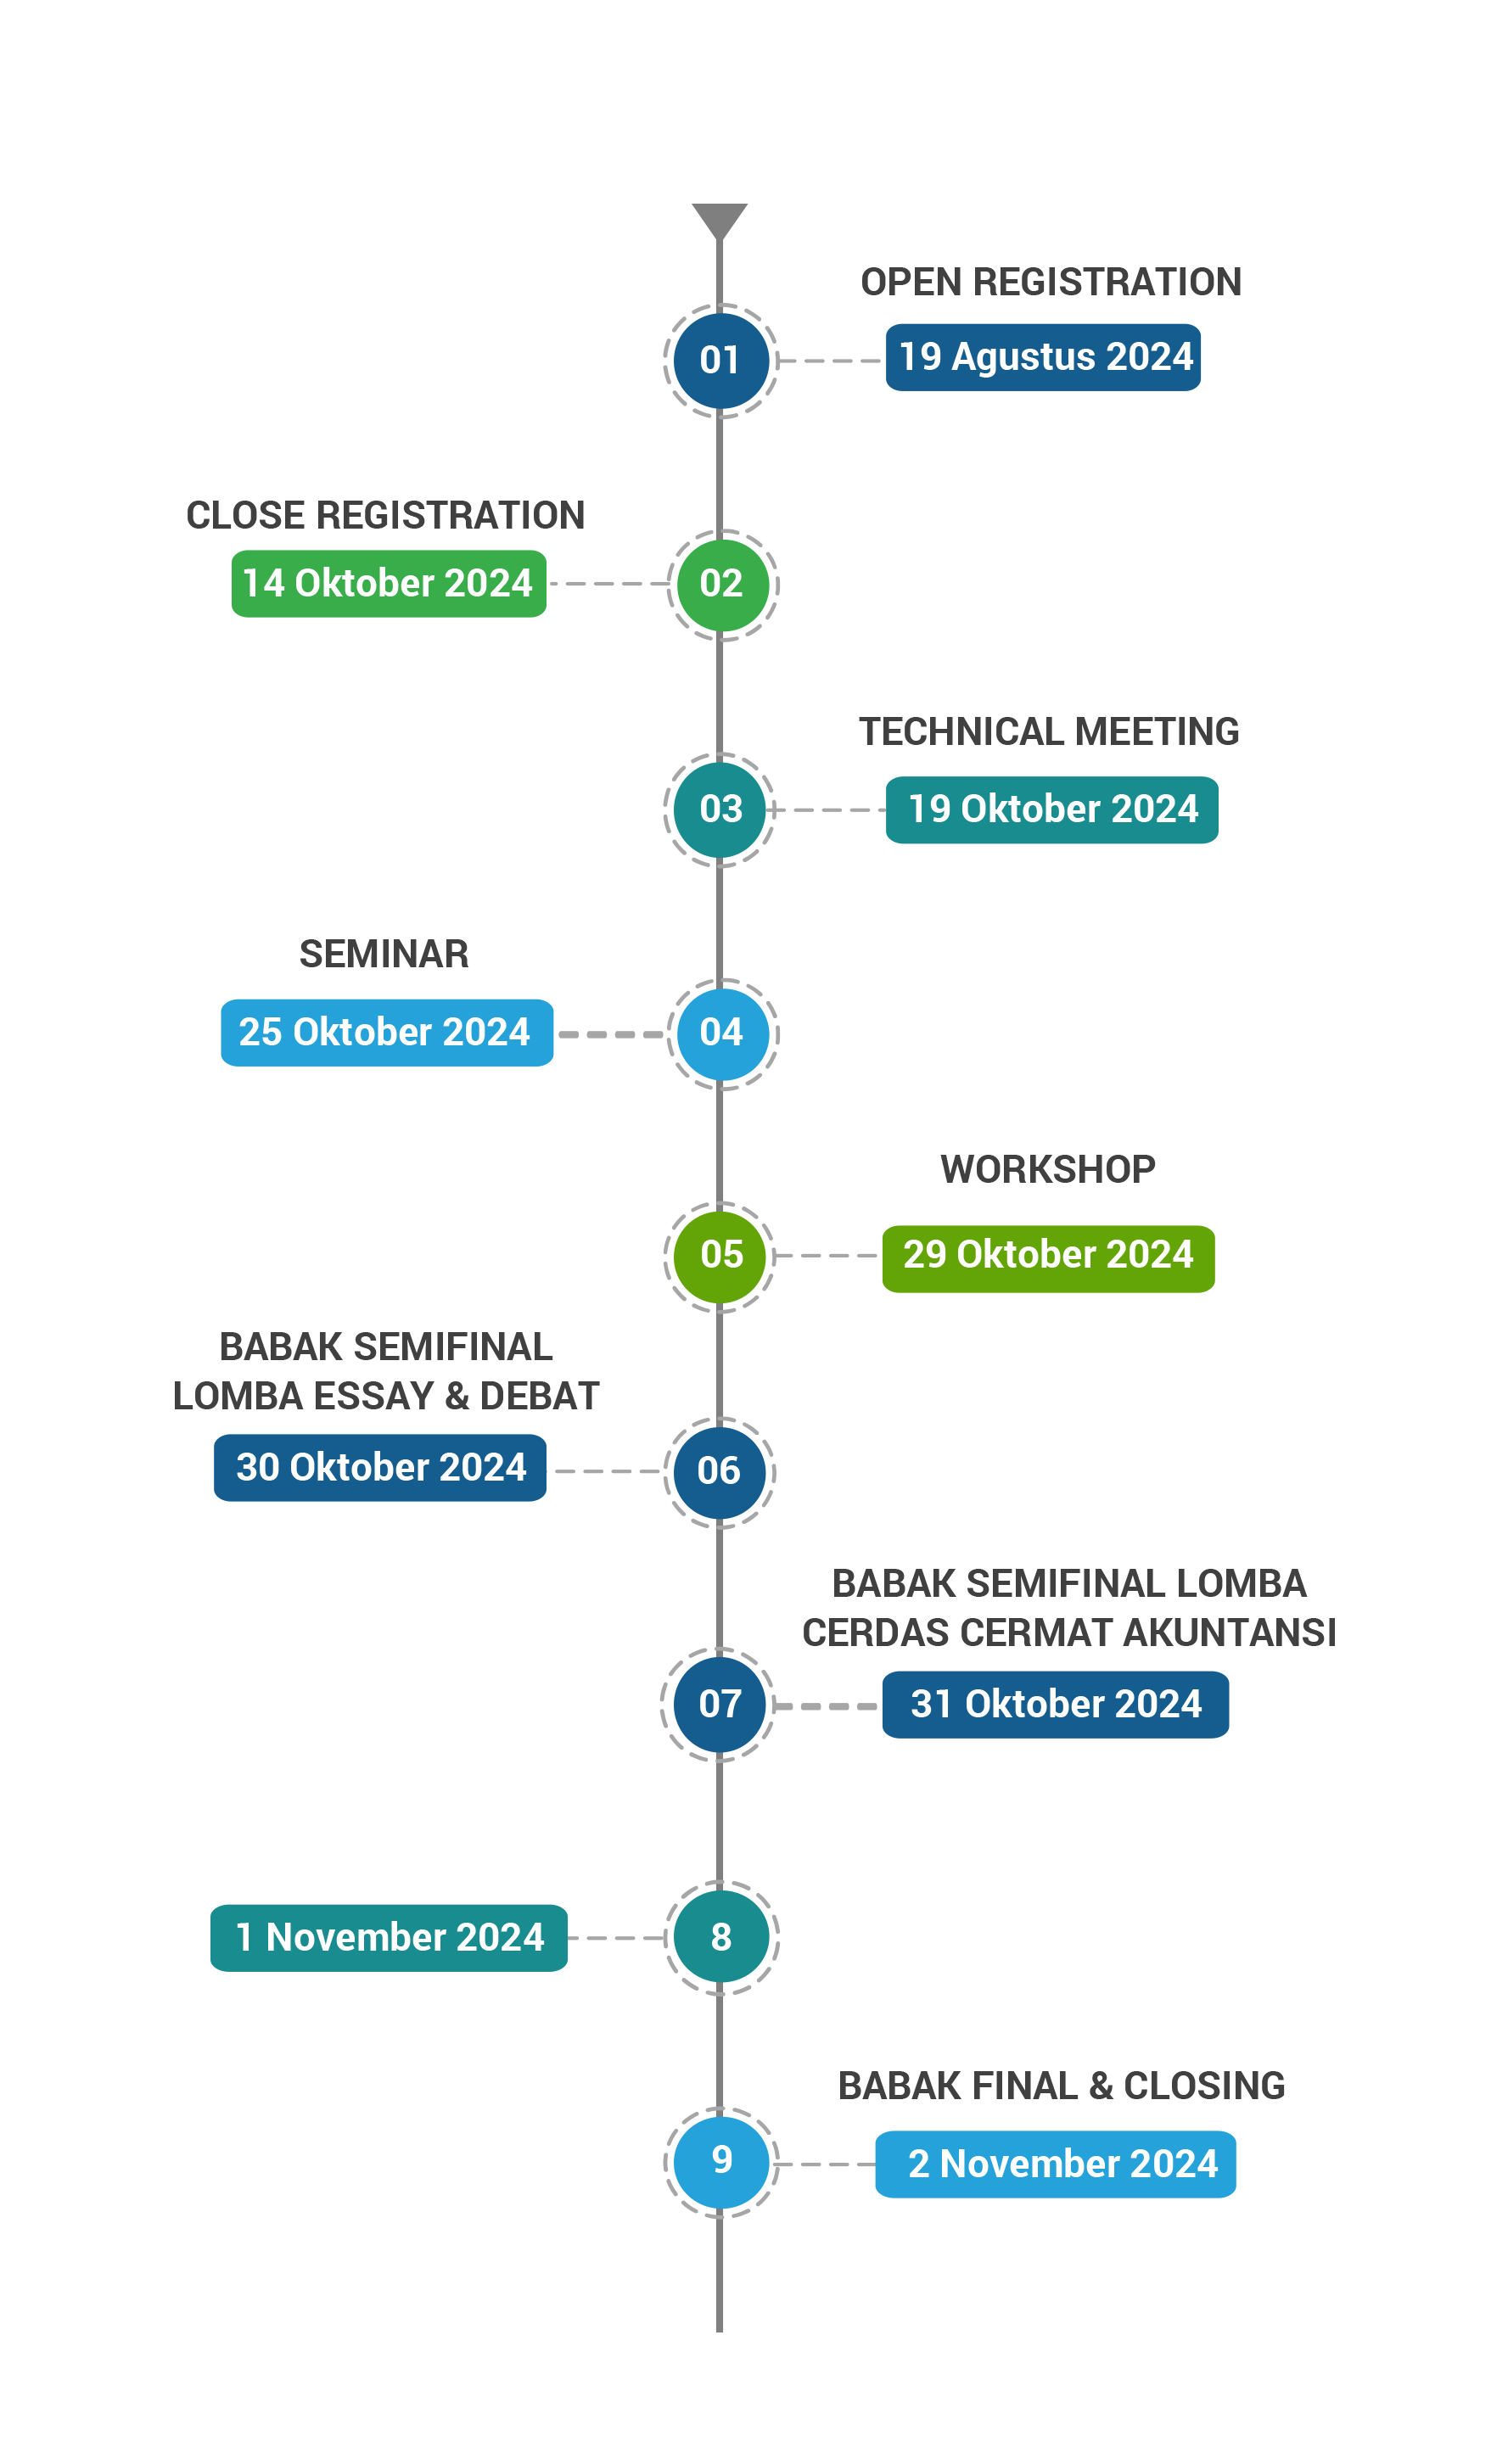 OPEN REGISTRATION
01
19 Agustus 2024
CLOSE REGISTRATION
14 Oktober 2024
02
TECHNICAL MEETING
03
19 Oktober 2024
SEMINAR
25 Oktober 2024
04
WORKSHOP
05
29 Oktober 2024
BABAK SEMIFINAL
LOMBA ESSAY & DEBAT
30 Oktober 2024
06
BABAK SEMIFINAL LOMBA
CERDAS CERMAT AKUNTANSI
07
31 Oktober 2024
1 November 2024
8
BABAK FINAL & CLOSING
9
2 November 2024